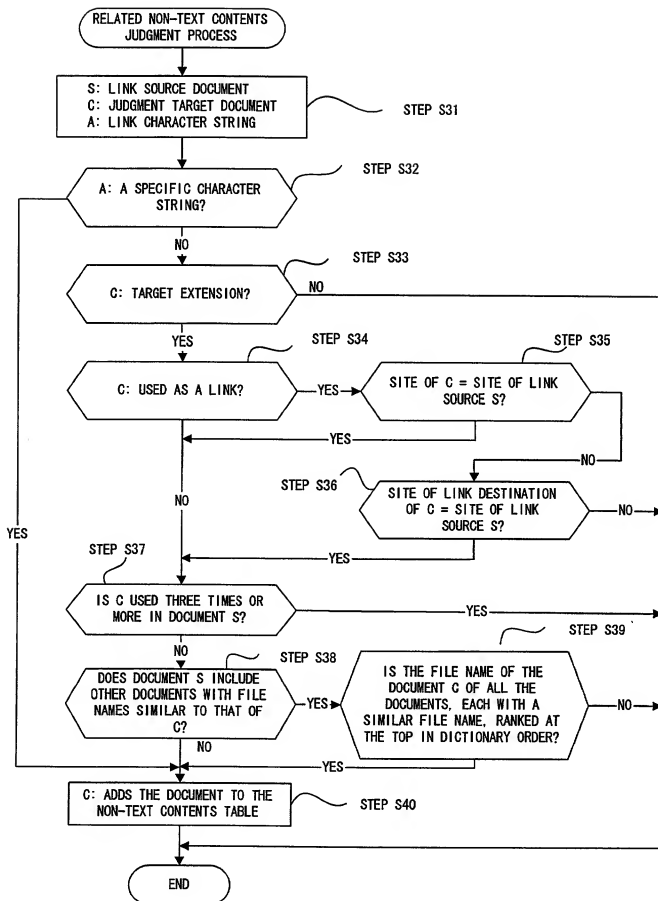 RELATED NON-TEXT CONTENTS
JUDGMENT PROCESS
S: LINK SOURCE DOCUMENT
C: JUDGMENT TARGET DOCUMENT
A: LINK CHARACTER STRING
STEP S31
STEP S32
A: A SPECIFIC CHARACTER
STRING?
NO
STEP S33
C: TARGET EXTENSION?
NO
YES
STEP S34
STEP S35
C: USED AS A LINK?
YES
SITE OF C = SITE OF LINK
SOURCE S?
YES
NO
STEP S36
NO
SITE OF LINK DESTINATION
OF C = SITE OF LINK
SOURCE S?
NO
YES
YES
STEP S37
IS C USED THREE TIMES OR
MORE IN DOCUMENT S?
YES
STEP S39
NO
STEP S38
DOES DOCUMENT S INCLUDE
OTHER DOCUMENTS WITH FILE
NAMES SIMILAR TO THAT OF
C?
YES
IS THE FILE NAME OF THE
DOCUMENT C OF ALL THE
DOCUMENTS, EACH WITH A
SIMILAR FILE NAME, RANKED AT
THE TOP IN DICTIONARY ORDER?
NO
NO
YES
C: ADDS THE DOCUMENT TO THE
NON-TEXT CONTENTS TABLE
STEP S40
END